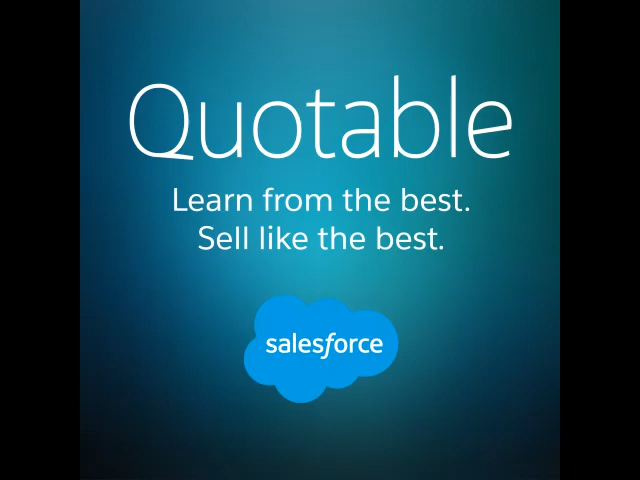 Quotable
Learn from the best.
Sell like the best.
salesforce